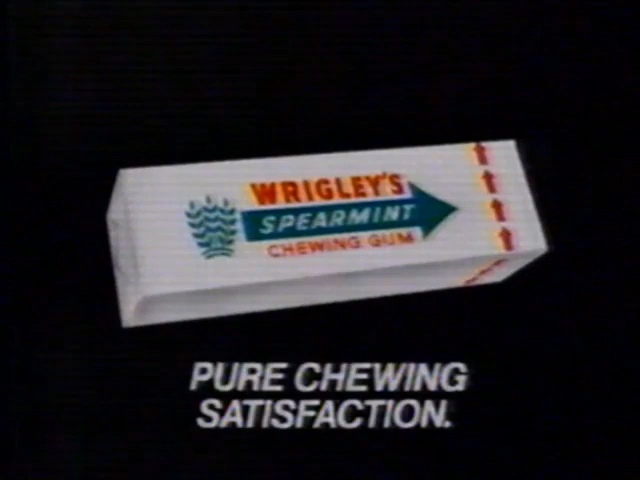 WRIGLEY'S
SPEARMINT
CHEWING GUM
PURE CHEWING
SATISFACTION.